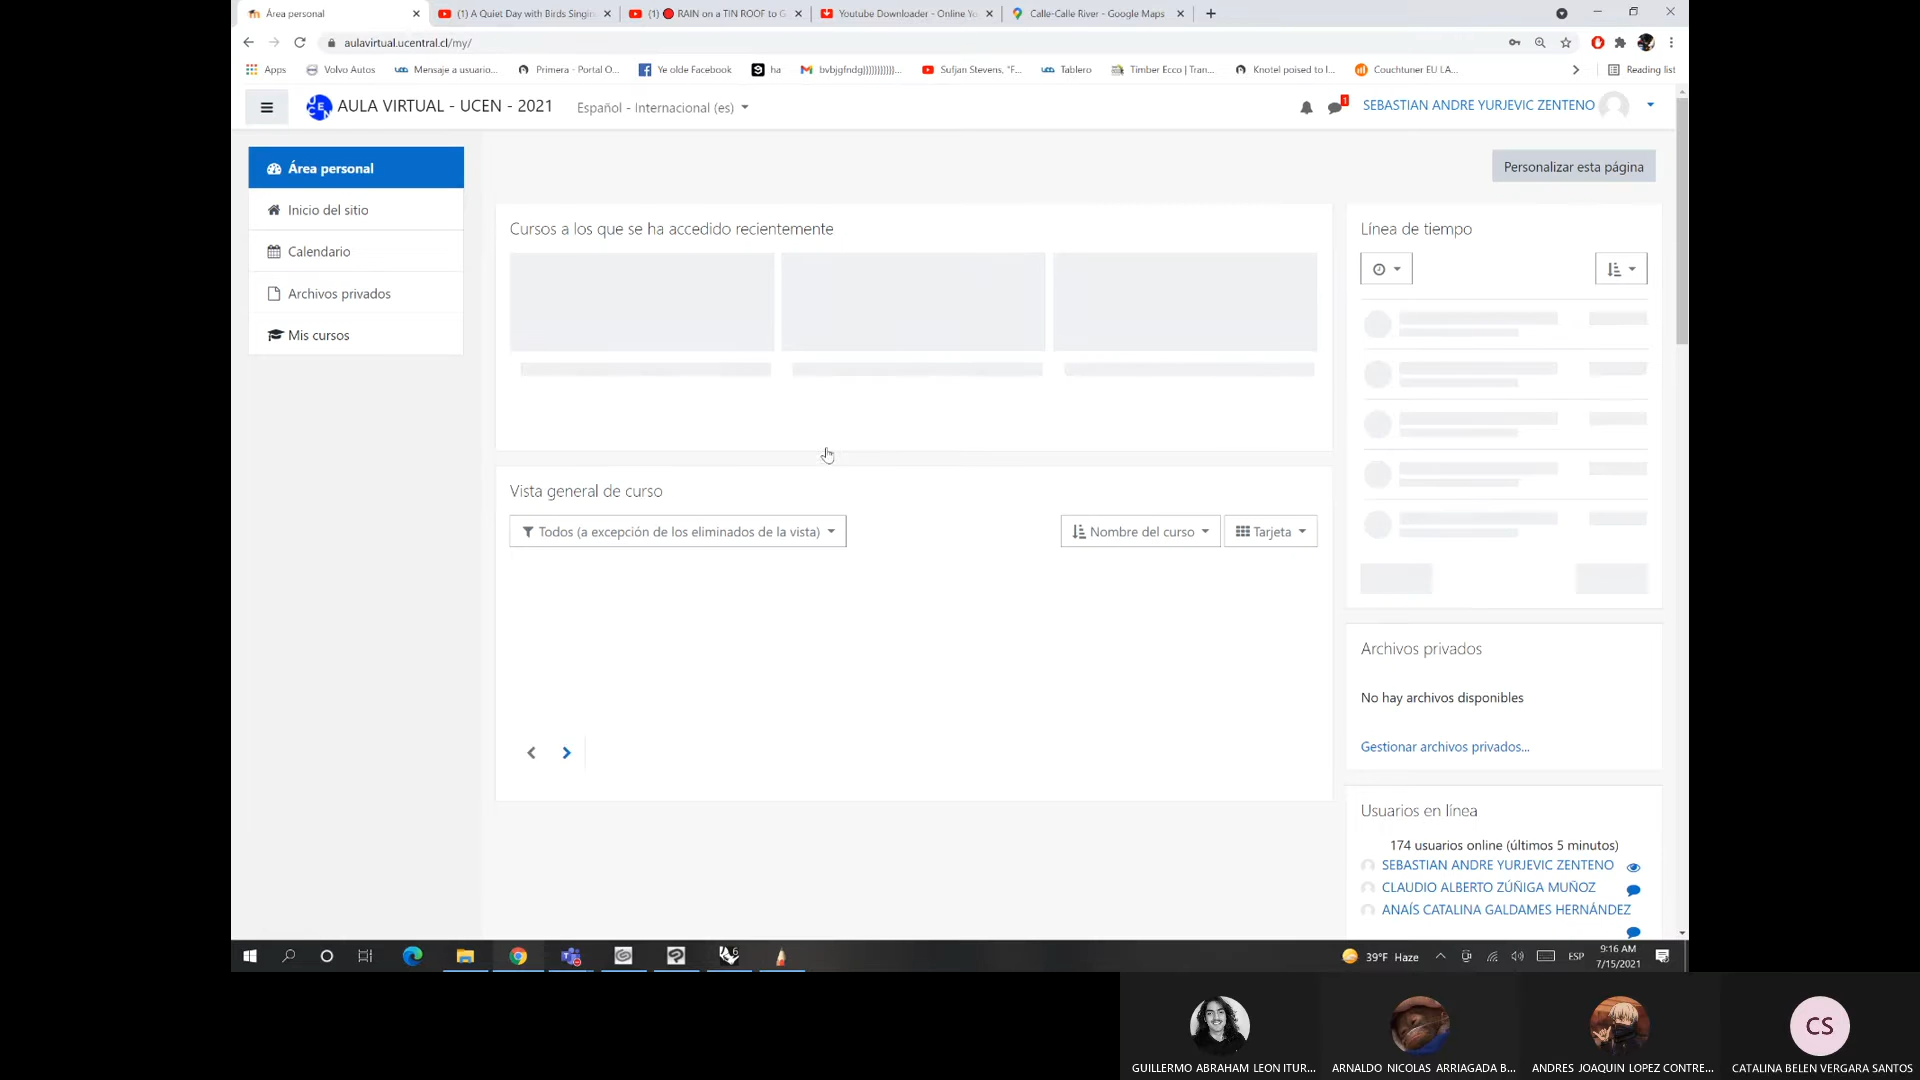 Área personal
(1) A Quiet Day with Birds Singin
(1) RAIN on a TIN ROOF to G
Youtube Downloader - Online Yo
Calle-Calle River - Google Maps
aulavirtual.ucentral.cl/my/
Apps
Volvo Autos
Mensaje a usuario...
Primera - Portal O...
Ye olde Facebook
ha
bvbjgfndg))))))))))...
Sufjan Stevens, "F...
Tablero
Timber Ecco | Tran...
Knotel poised to l...
Couchtuner EU LA...
Reading list
AULA VIRTUAL - UCEN - 2021
Español - Internacional (es)
1
SEBASTIAN ANDRE YURJEVIC ZENTENO
Área personal
Inicio del sitio
Calendario
Archivos privados
Mis cursos
Personalizar esta página
Cursos a los que se ha accedido recientemente
Línea de tiempo
Vista general de curso
Todos (a excepción de los eliminados de la vista)
Nombre del curso
Tarjeta
Archivos privados
No hay archivos disponibles
Gestionar archivos privados...
Usuarios en línea
174 usuarios online (últimos 5 minutos)
SEBASTIAN ANDRE YURJEVIC ZENTENO
CLAUDIO ALBERTO ZÚÑIGA MUÑOZ
ANAÍS CATALINA GALDAMES HERNÁNDEZ
39°F Haze
ESP
9:16 AM
7/15/2021
CS
GUILLERMO ABRAHAM LEON ITUR...
ARNALDO NICOLAS ARRIAGADA B...
ANDRES JOAQUIN LOPEZ CONTRE...
CATALINA BELEN VERGARA SANTOS